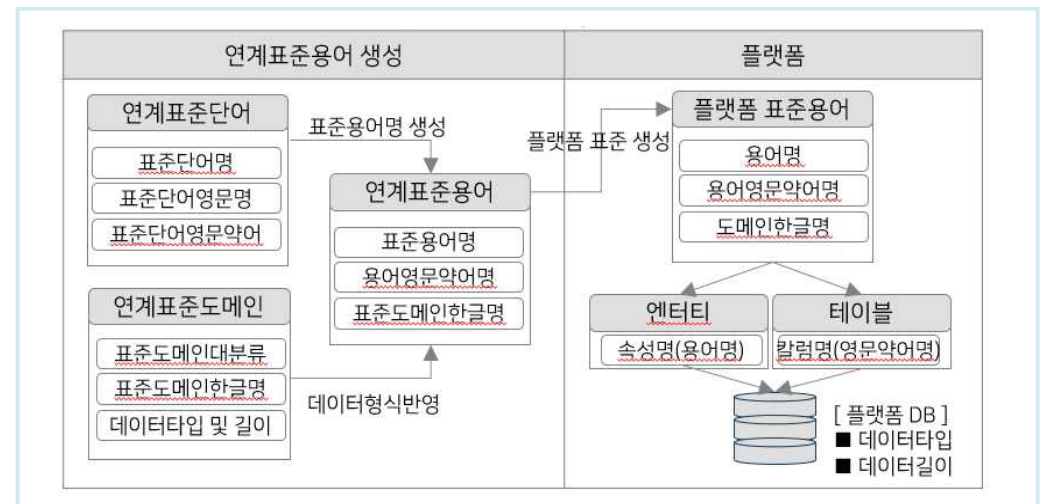 연계표준용어 생성
플랫폼
연계표준단어
표준단어명
표준단어영문명
표준단어영문약어
표준용어명 생성
연계표준도메인
표준도메인대분류
표준도메인한글명
데이터타입 및 길이
데이터형식반영
연계표준용어
표준용어명
용어영문약어명
표준도메인한글명
플랫폼 표준 생성
플랫폼 표준용어
용어명
용어영문약어명
도메인한글명
엔터티
속성명(용어명)
테이블
칼럼명(영문약어명)
[ 플랫폼 DB ]
■ 데이터타입
■ 데이터길이